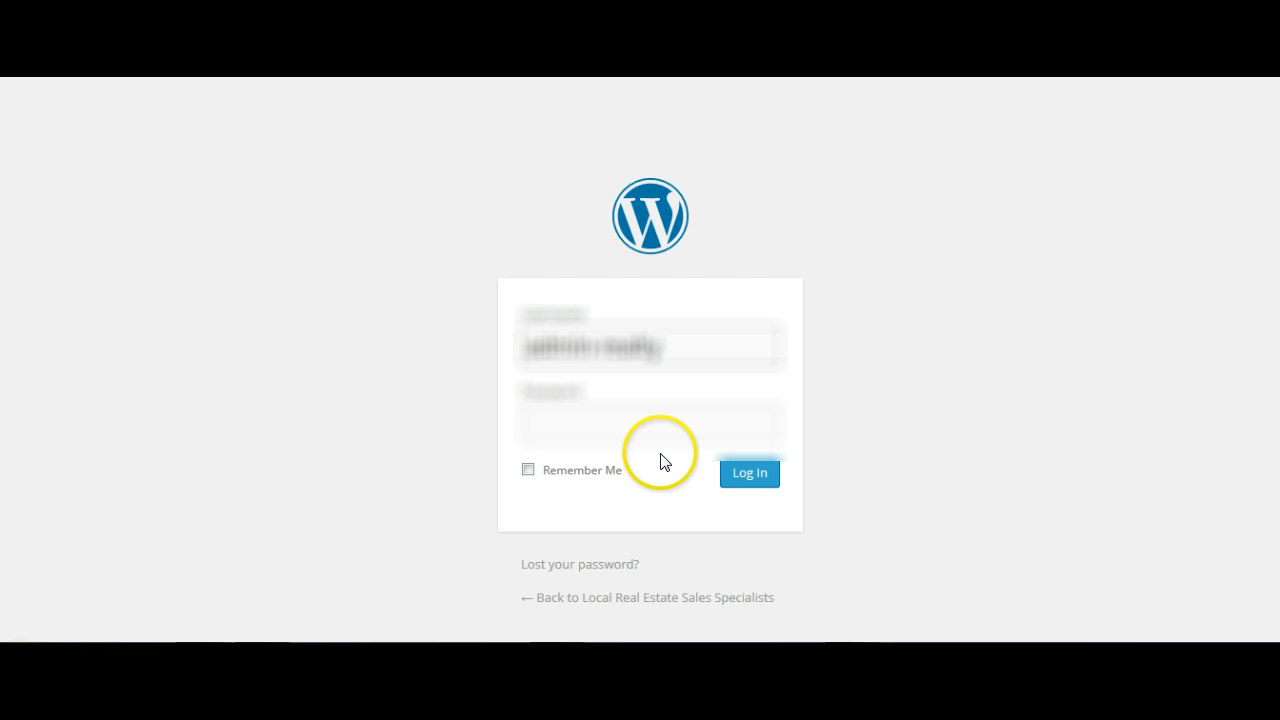 Remember Me
Log In
Lost your password?
← Back to Local Real Estate Sales Specialists